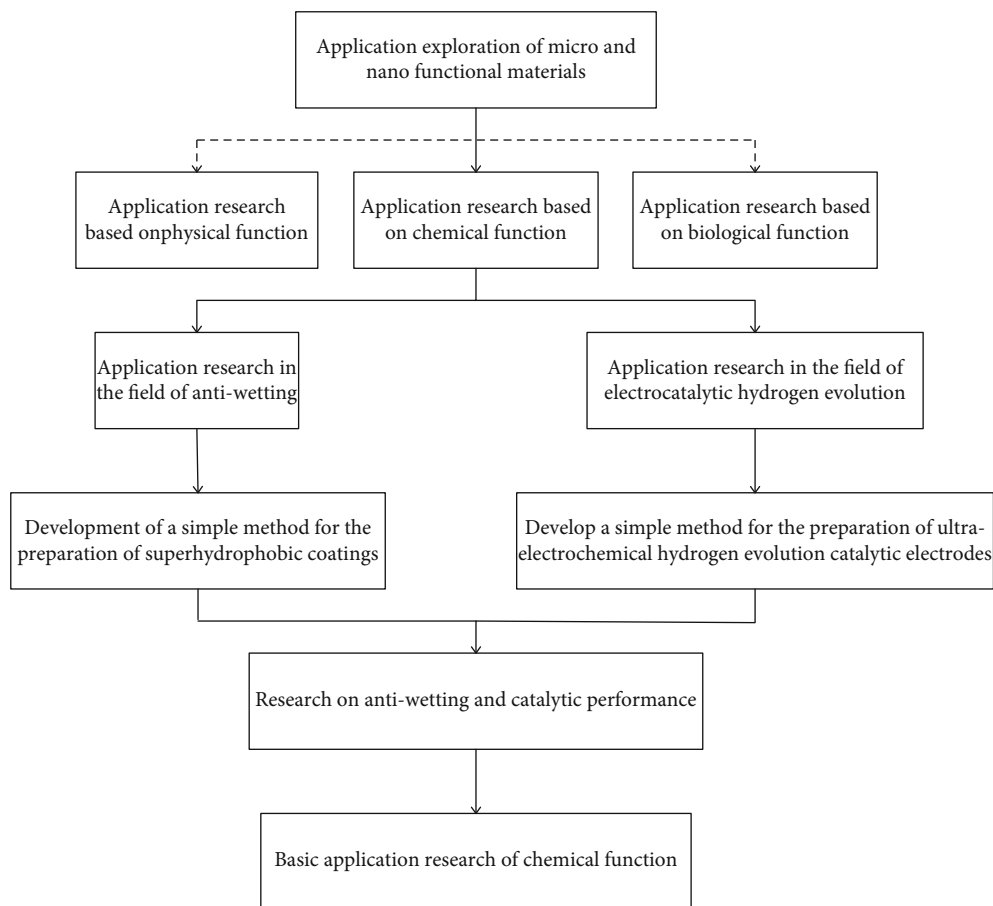 Application exploration of micro and
nano functional materials
Application research
based onphysical function
Application research based
on chemical function
Application research based
on biological function
Application research in
the field of anti-wetting
Application research in the field of
electrocatalytic hydrogen evolution
Development of a simple method for the
preparation of superhydrophobic coatings
Develop a simple method for the preparation of ultra-
electrochemical hydrogen evolution catalytic electrodes
Research on anti-wetting and catalytic performance
Basic application research of chemical function